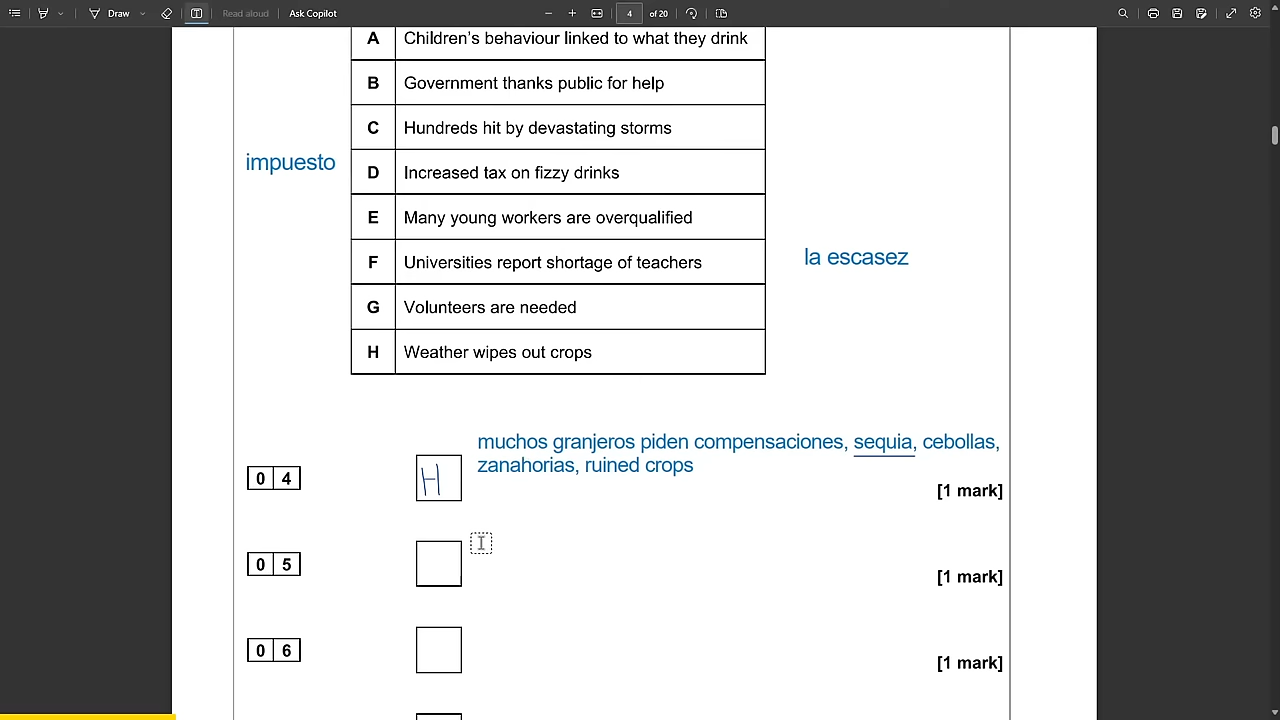 Draw
Read aloud
Ask Copilot
4 of 20
A Children's behaviour linked to what they drink
B Government thanks public for help
C Hundreds hit by devastating storms
impuesto
D Increased tax on fizzy drinks
E Many young workers are overqualified
F Universities report shortage of teachers
la escasez
G Volunteers are needed
H Weather wipes out crops
muchos granjeros piden compensaciones, sequia, cebollas,
zanahorias, ruined crops
0 4 H [1 mark]
0 5 [1 mark]
0 6 [1 mark]